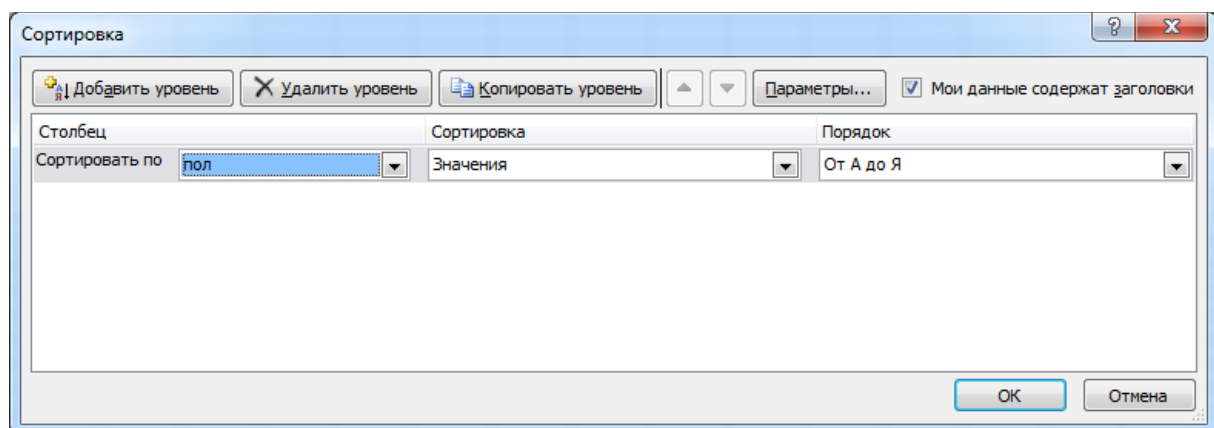 Сортировка
Добавить уровень Удалить уровень Копировать уровень Параметры... Мои данные содержат заголовки
Столбец Сортировка Порядок
Сортировать по пол Значения От А до Я
ОК Отмена